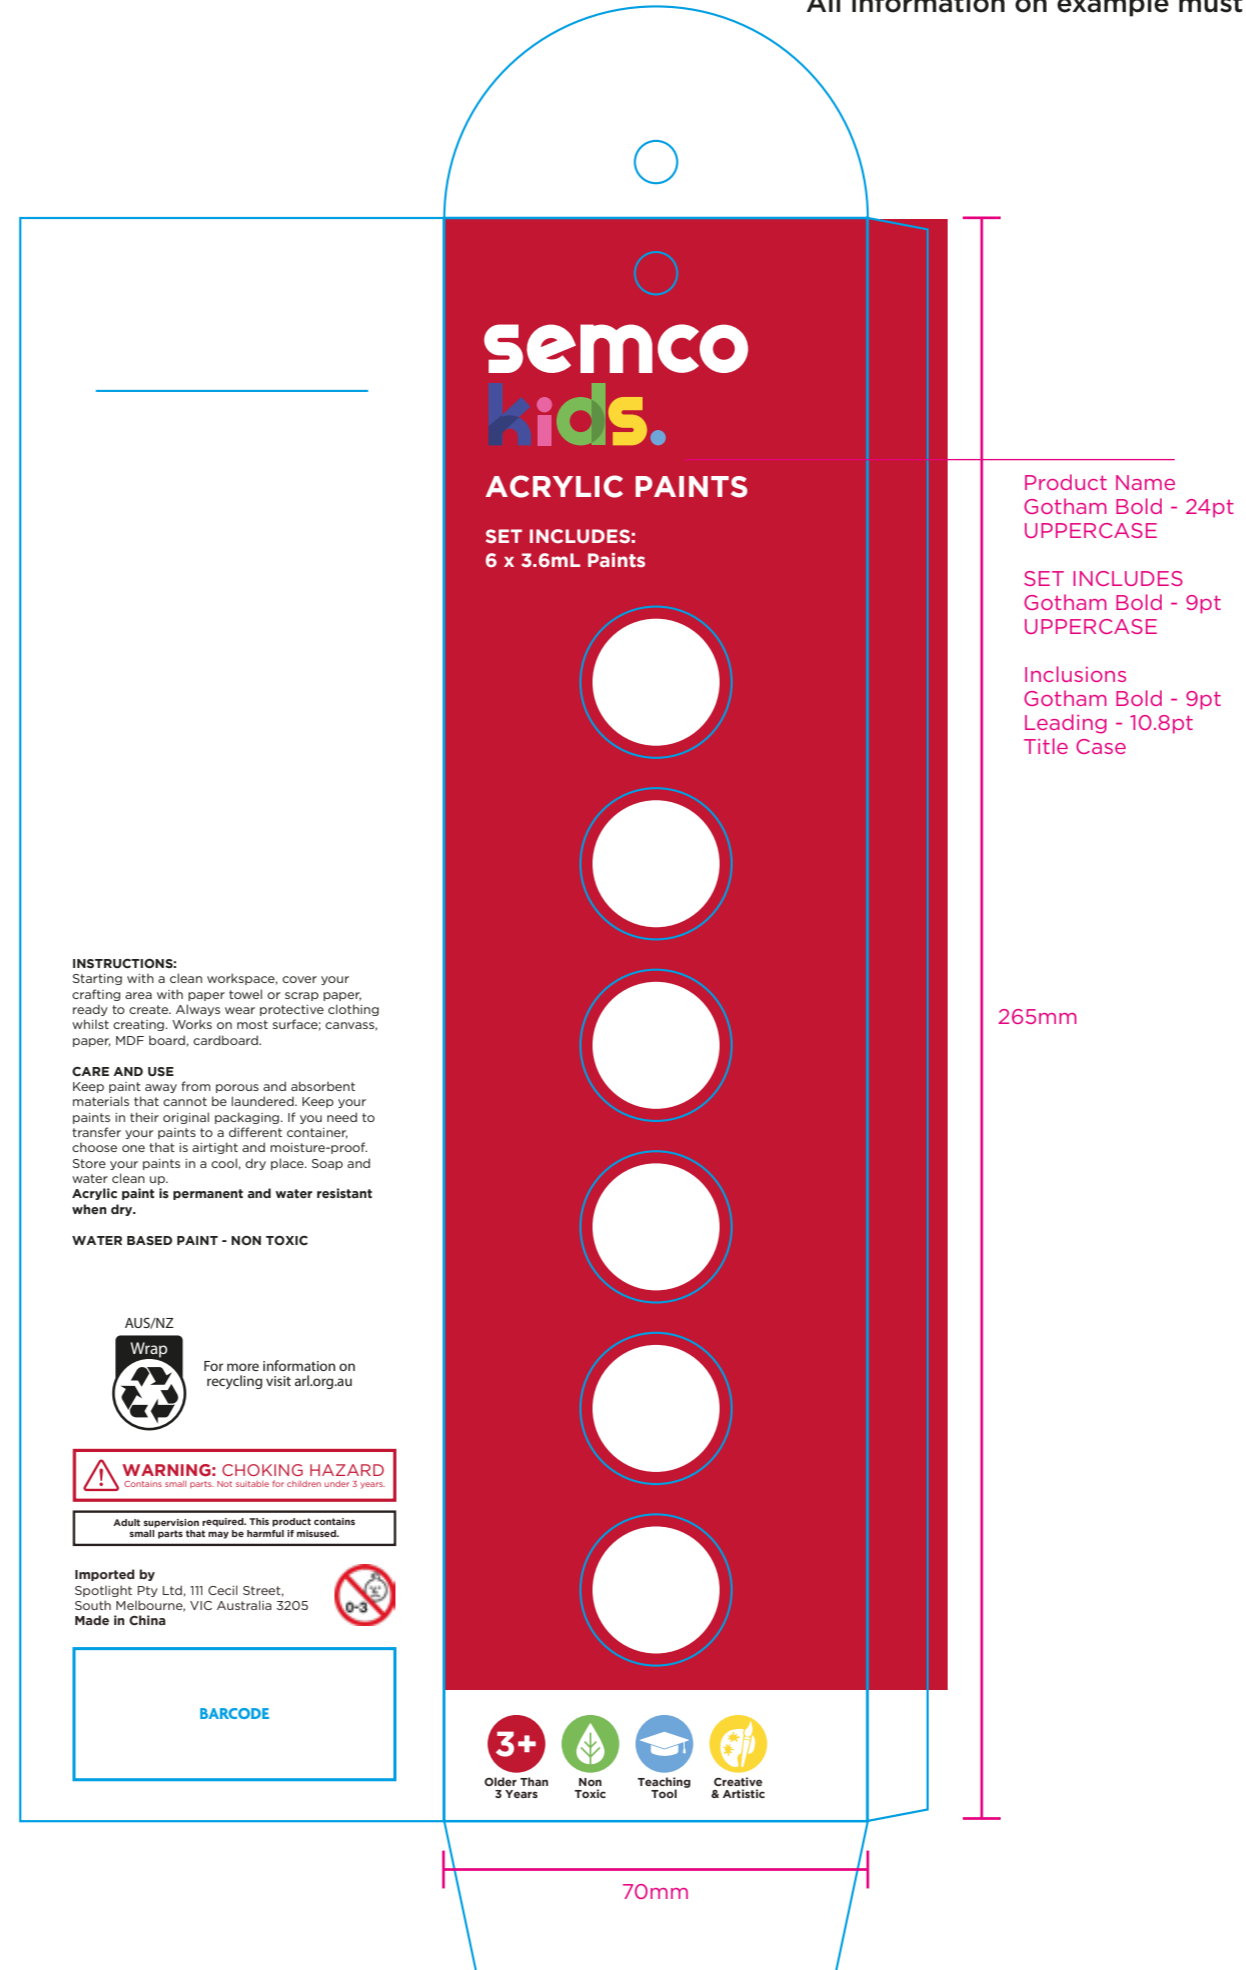 All information on example must
semco
kids.
ACRYLIC PAINTS
SET INCLUDES:
6 x 3.6mL Paints
Product Name
Gotham Bold - 24pt
UPPERCASE
SET INCLUDES
Gotham Bold - 9pt
UPPERCASE
Inclusions
Gotham Bold - 9pt
Leading - 10.8pt
Title Case
265mm
INSTRUCTIONS:
Starting with a clean workspace, cover your
crafting area with paper towel or scrap paper,
ready to create. Always wear protective clothing
whilst creating. Works on most surface; canvass,
paper, MDF board, cardboard.
CARE AND USE
Keep paint away from porous and absorbent
materials that cannot be laundered. Keep your
paints in their original packaging. If you need to
transfer your paints to a different container,
choose one that is airtight and moisture-proof.
Store your paints in a cool, dry place. Soap and
water clean up.
Acrylic paint is permanent and water resistant
when dry.
WATER BASED PAINT - NON TOXIC
AUS/NZ
Wrap
For more information on
recycling visit arl.org.au
WARNING: CHOKING HAZARD
Contains small parts. Not suitable for children under 3 years.
Adult supervision required. This product contains
small parts that may be harmful if misused.
Imported by
Spotlight Pty Ltd, 111 Cecil Street,
South Melbourne, VIC Australia 3205
Made in China
0-3
BARCODE
3+
Older Than
3 Years
Non
Toxic
Teaching
Tool
Creative
& Artistic
70mm